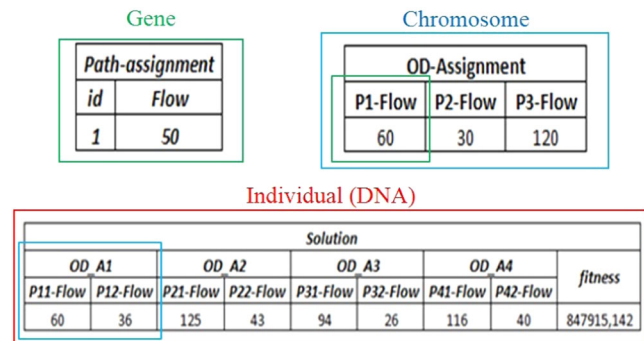 Gene
Path-assignment
id Flow
1 50
Chromosome
OD-Assignment
P1-Flow P2-Flow P3-Flow
60 30 120
Individual (DNA)
Solution
OD_A1 OD_A2 OD_A3 OD_A4 fitness
P11-Flow P12-Flow P21-Flow P22-Flow P31-Flow P32-Flow P41-Flow P42-Flow
60 36 125 43 94 26 116 40 847915,142